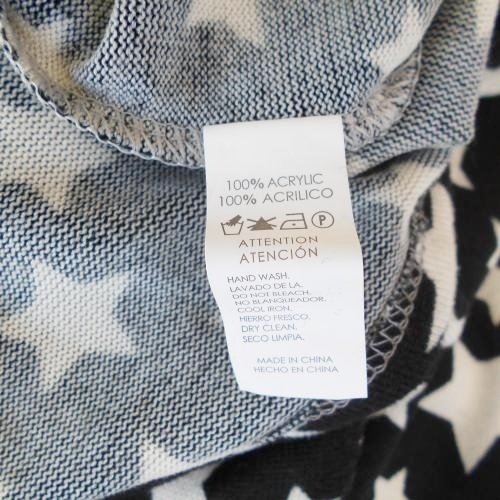 100% ACRYLIC
100% ACRILICO
P
ATTENTION
ATENCIÓN
HAND WASH.
LAVADO DE LA.
DO NOT BLEACH.
NO BLANQUEADOR.
COOL IRON.
HIERRO FRESCO.
DRY CLEAN.
SECO LIMPIA.
MADE IN CHINA
HECHO EN CHINA